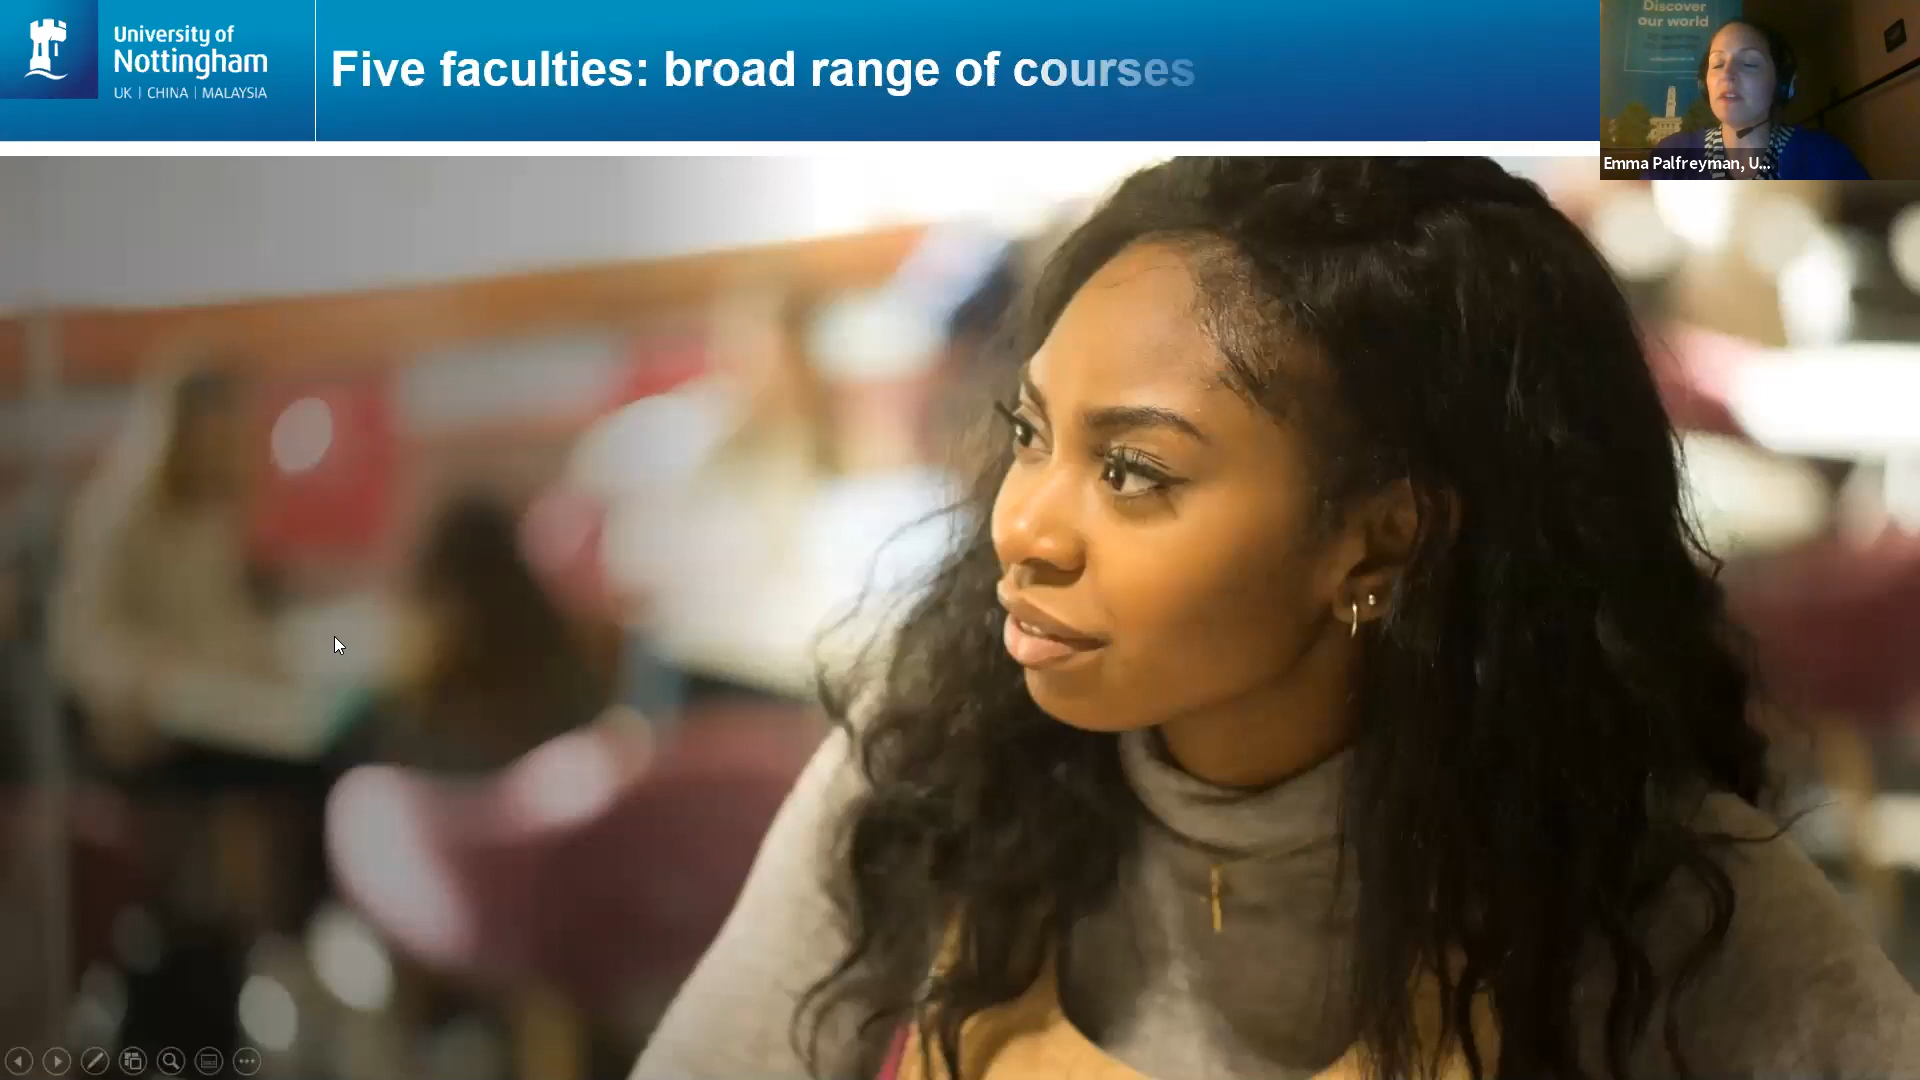 University of
Nottingham
UK | CHINA | MALAYSIA
Five faculties: broad range of courses
Discover
our world
Emma Palfreyman, U...